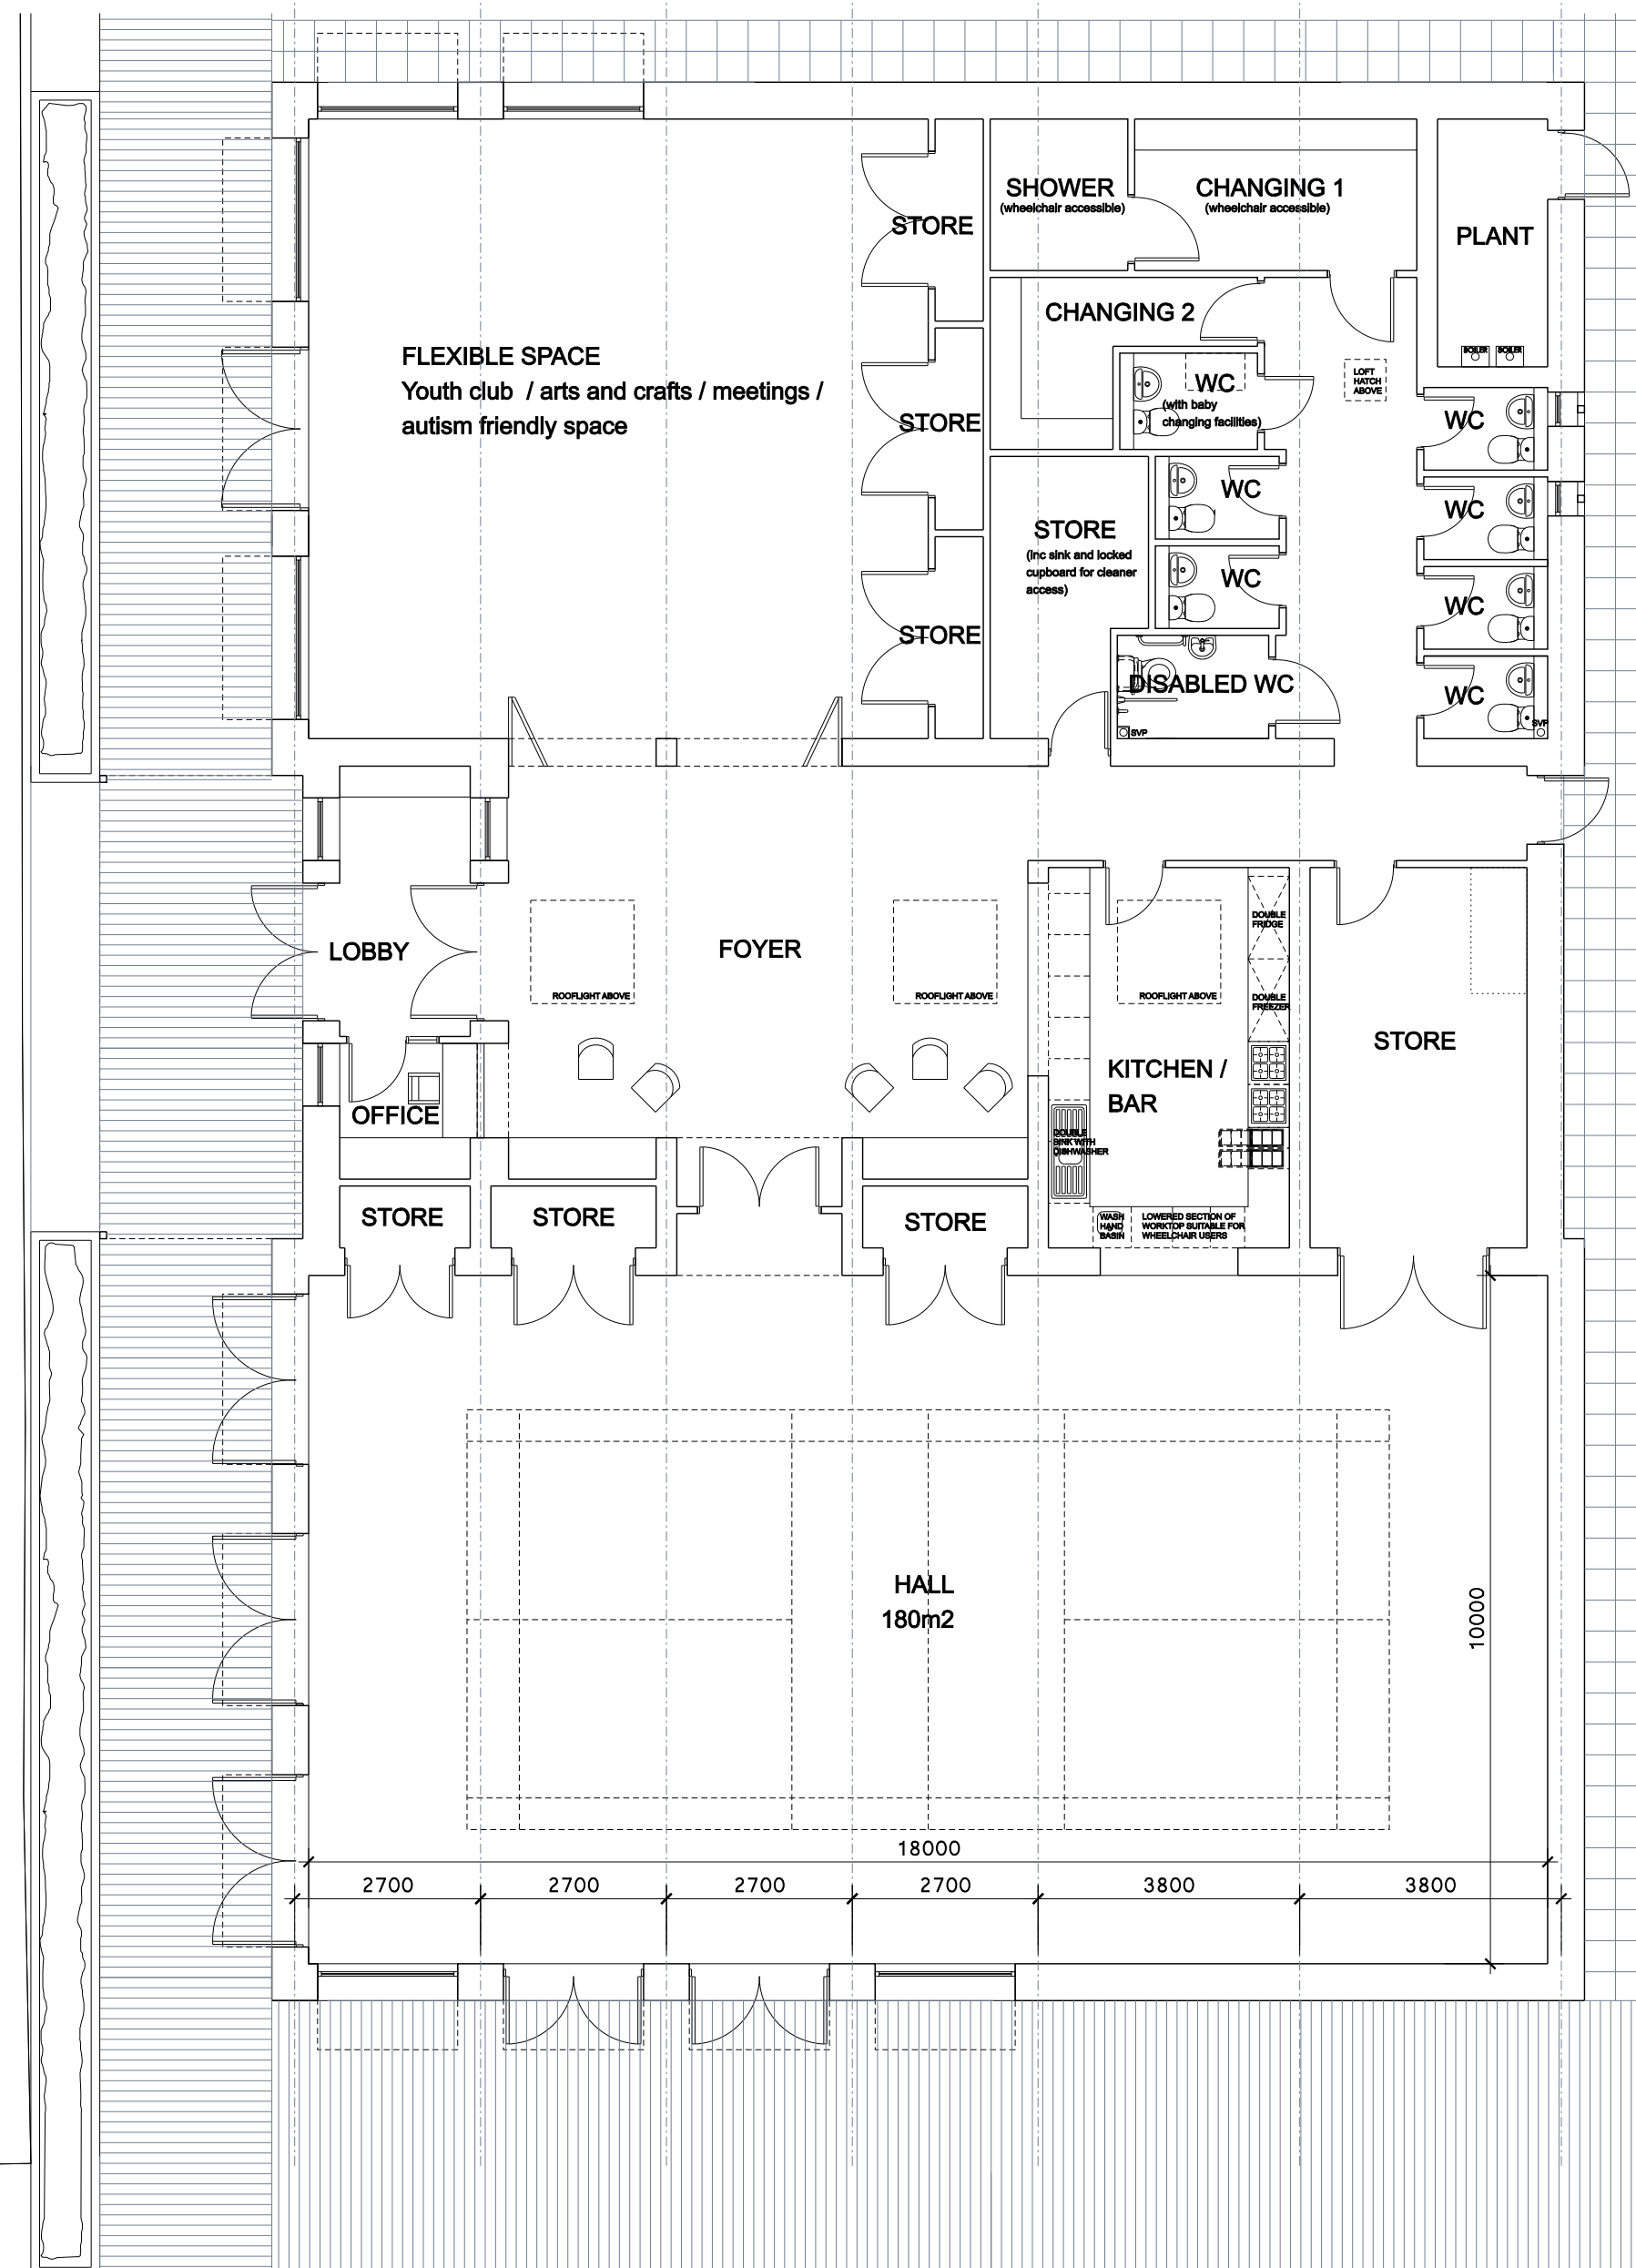 SHOWER
(wheelchair accessible)
CHANGING 1
(wheelchair accessible)
STORE
PLANT
CHANGING 2
FLEXIBLE SPACE
Youth club / arts and crafts / meetings /
autism friendly space
BOILER
BOILER
WC
(with baby
changing facilities)
LOFT
HATCH
ABOVE
STORE
WC
WC
WC
STORE
(inc sink and locked
cupboard for cleaner
access)
WC
WC
WC
STORE
DISABLED WC
WC
SVP
SVP
LOBBY
FOYER
ROOFLIGHT ABOVE
ROOFLIGHT ABOVE
ROOFLIGHT ABOVE
DOUBLE
FRIDGE
DOUBLE
FREEZER
STORE
KITCHEN /
BAR
OFFICE
DOUBLE
SINK WITH
DISHWASHER
STORE
STORE
STORE
WASH
HAND
BASIN
LOWERED SECTION OF
WORKTOP SUITABLE FOR
WHEELCHAIR USERS
HALL
180m2
10000
18000
2700
2700
2700
2700
3800
3800